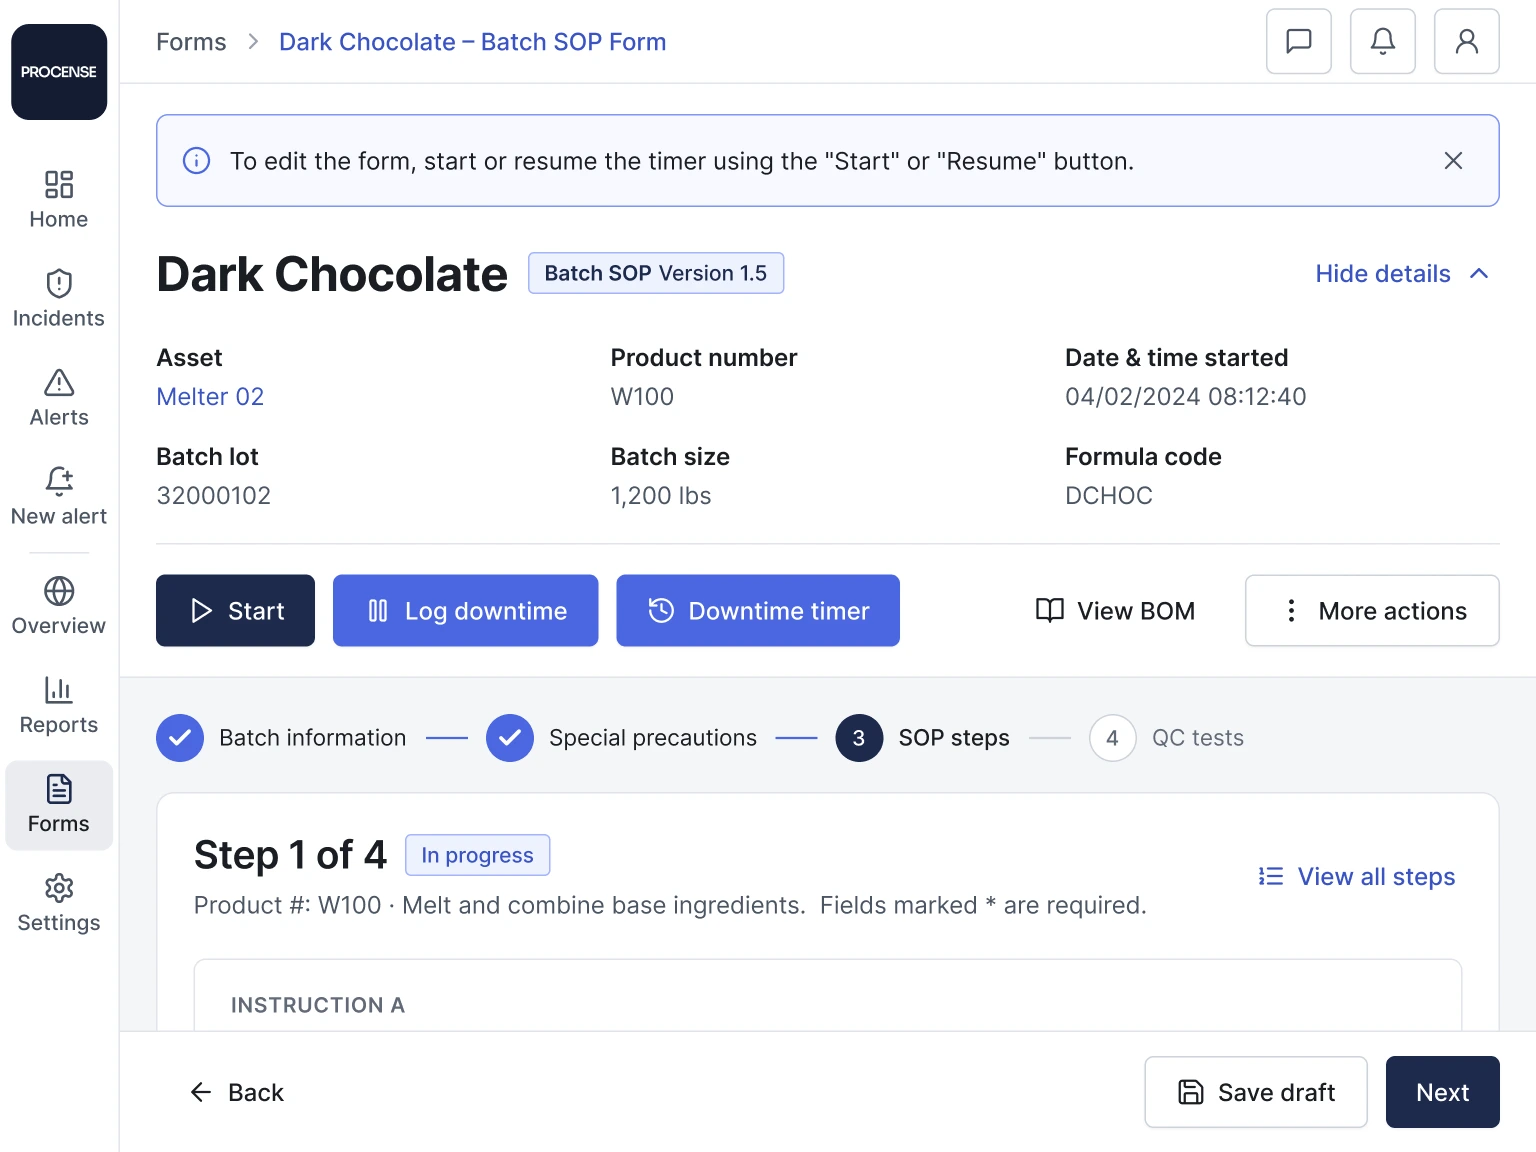 PROCENSE
Home
Incidents
Alerts
New alert
Overview
Reports
Forms
Settings
Forms > Dark Chocolate – Batch SOP Form
To edit the form, start or resume the timer using the "Start" or "Resume" button.
Dark Chocolate Batch SOP Version 1.5 Hide details
Asset Product number Date & time started
Melter 02 W100 04/02/2024 08:12:40
Batch lot Batch size Formula code
32000102 1,200 lbs DCHOC
Start Log downtime Downtime timer View BOM More actions
Batch information Special precautions 3 SOP steps 4 QC tests
Step 1 of 4 In progress
View all steps
Product #: W100 · Melt and combine base ingredients. Fields marked * are required.
INSTRUCTION A
Back Save draft Next